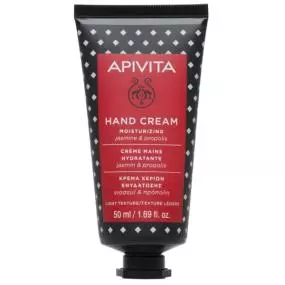 APIVITA
HAND CREAM
MOISTURIZING
jasmine & propolis
CRÈME MAINS
HYDRATANTE
jasmin & propolis
ΚΡΕΜΑ ΧΕΡΙΩΝ
ΕΝΥΔΑΤΩΣΗΣ
γιασεμί & πρόπολη
LIGHT TEXTURE/TEXTURE LÉGÈRE
50 ml / 1.69 fl. oz.